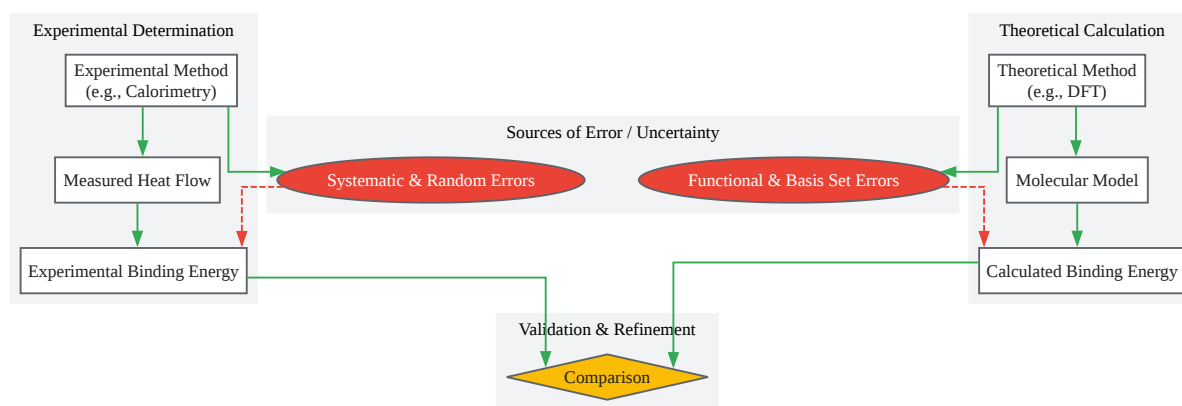 Experimental Determination
Experimental Method
(e.g., Calorimetry)
Measured Heat Flow
Experimental Binding Energy
Sources of Error / Uncertainty
Systematic & Random Errors
Functional & Basis Set Errors
Theoretical Calculation
Theoretical Method
(e.g., DFT)
Molecular Model
Calculated Binding Energy
Validation & Refinement
Comparison